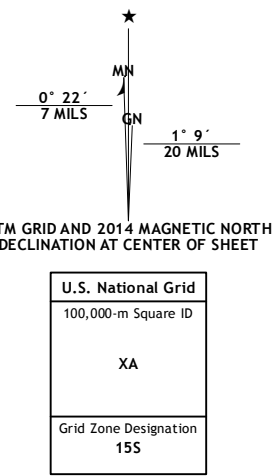 ★
MN
0° 22´
7 MILS
GN
1° 9´
20 MILS
TM GRID AND 2014 MAGNETIC NORTH
DECLINATION AT CENTER OF SHEET
U.S. National Grid
100,000-m Square ID
XA
Grid Zone Designation
15S